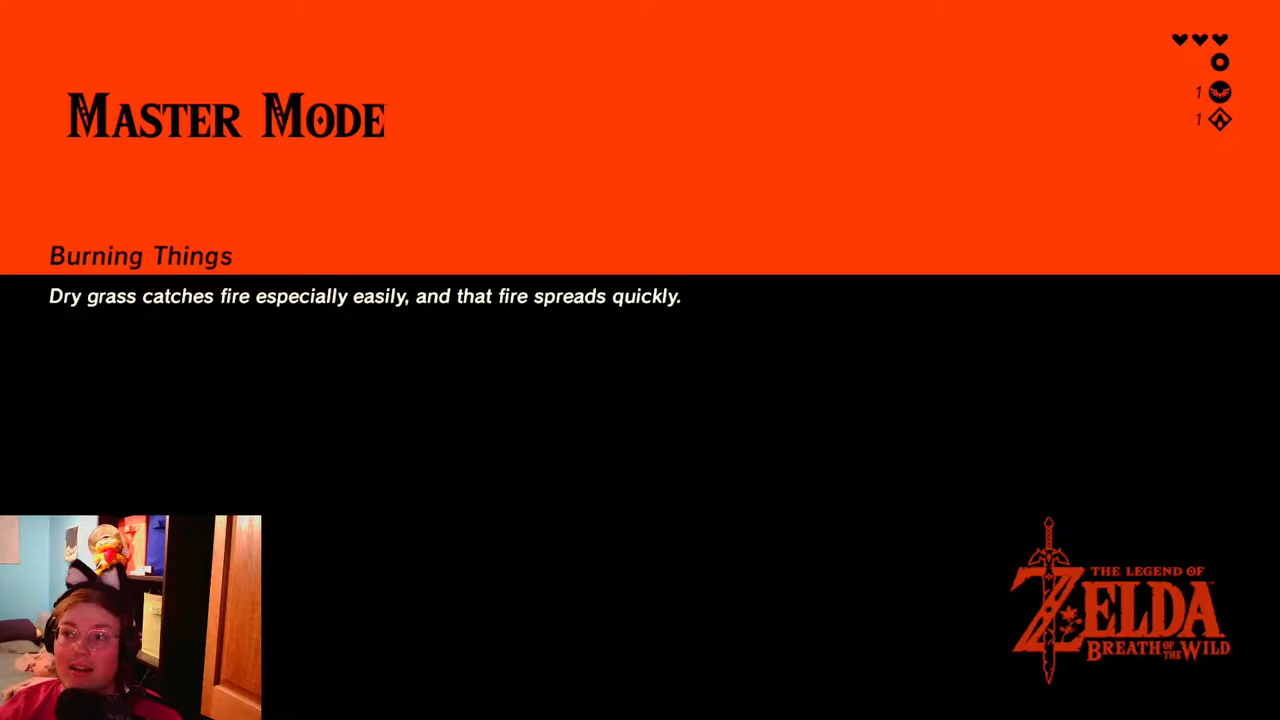 Master Mode
1
1
Burning Things
Dry grass catches fire especially easily, and that fire spreads quickly.
THE LEGEND OF
ZELDA™
BREATH OF THE WILD